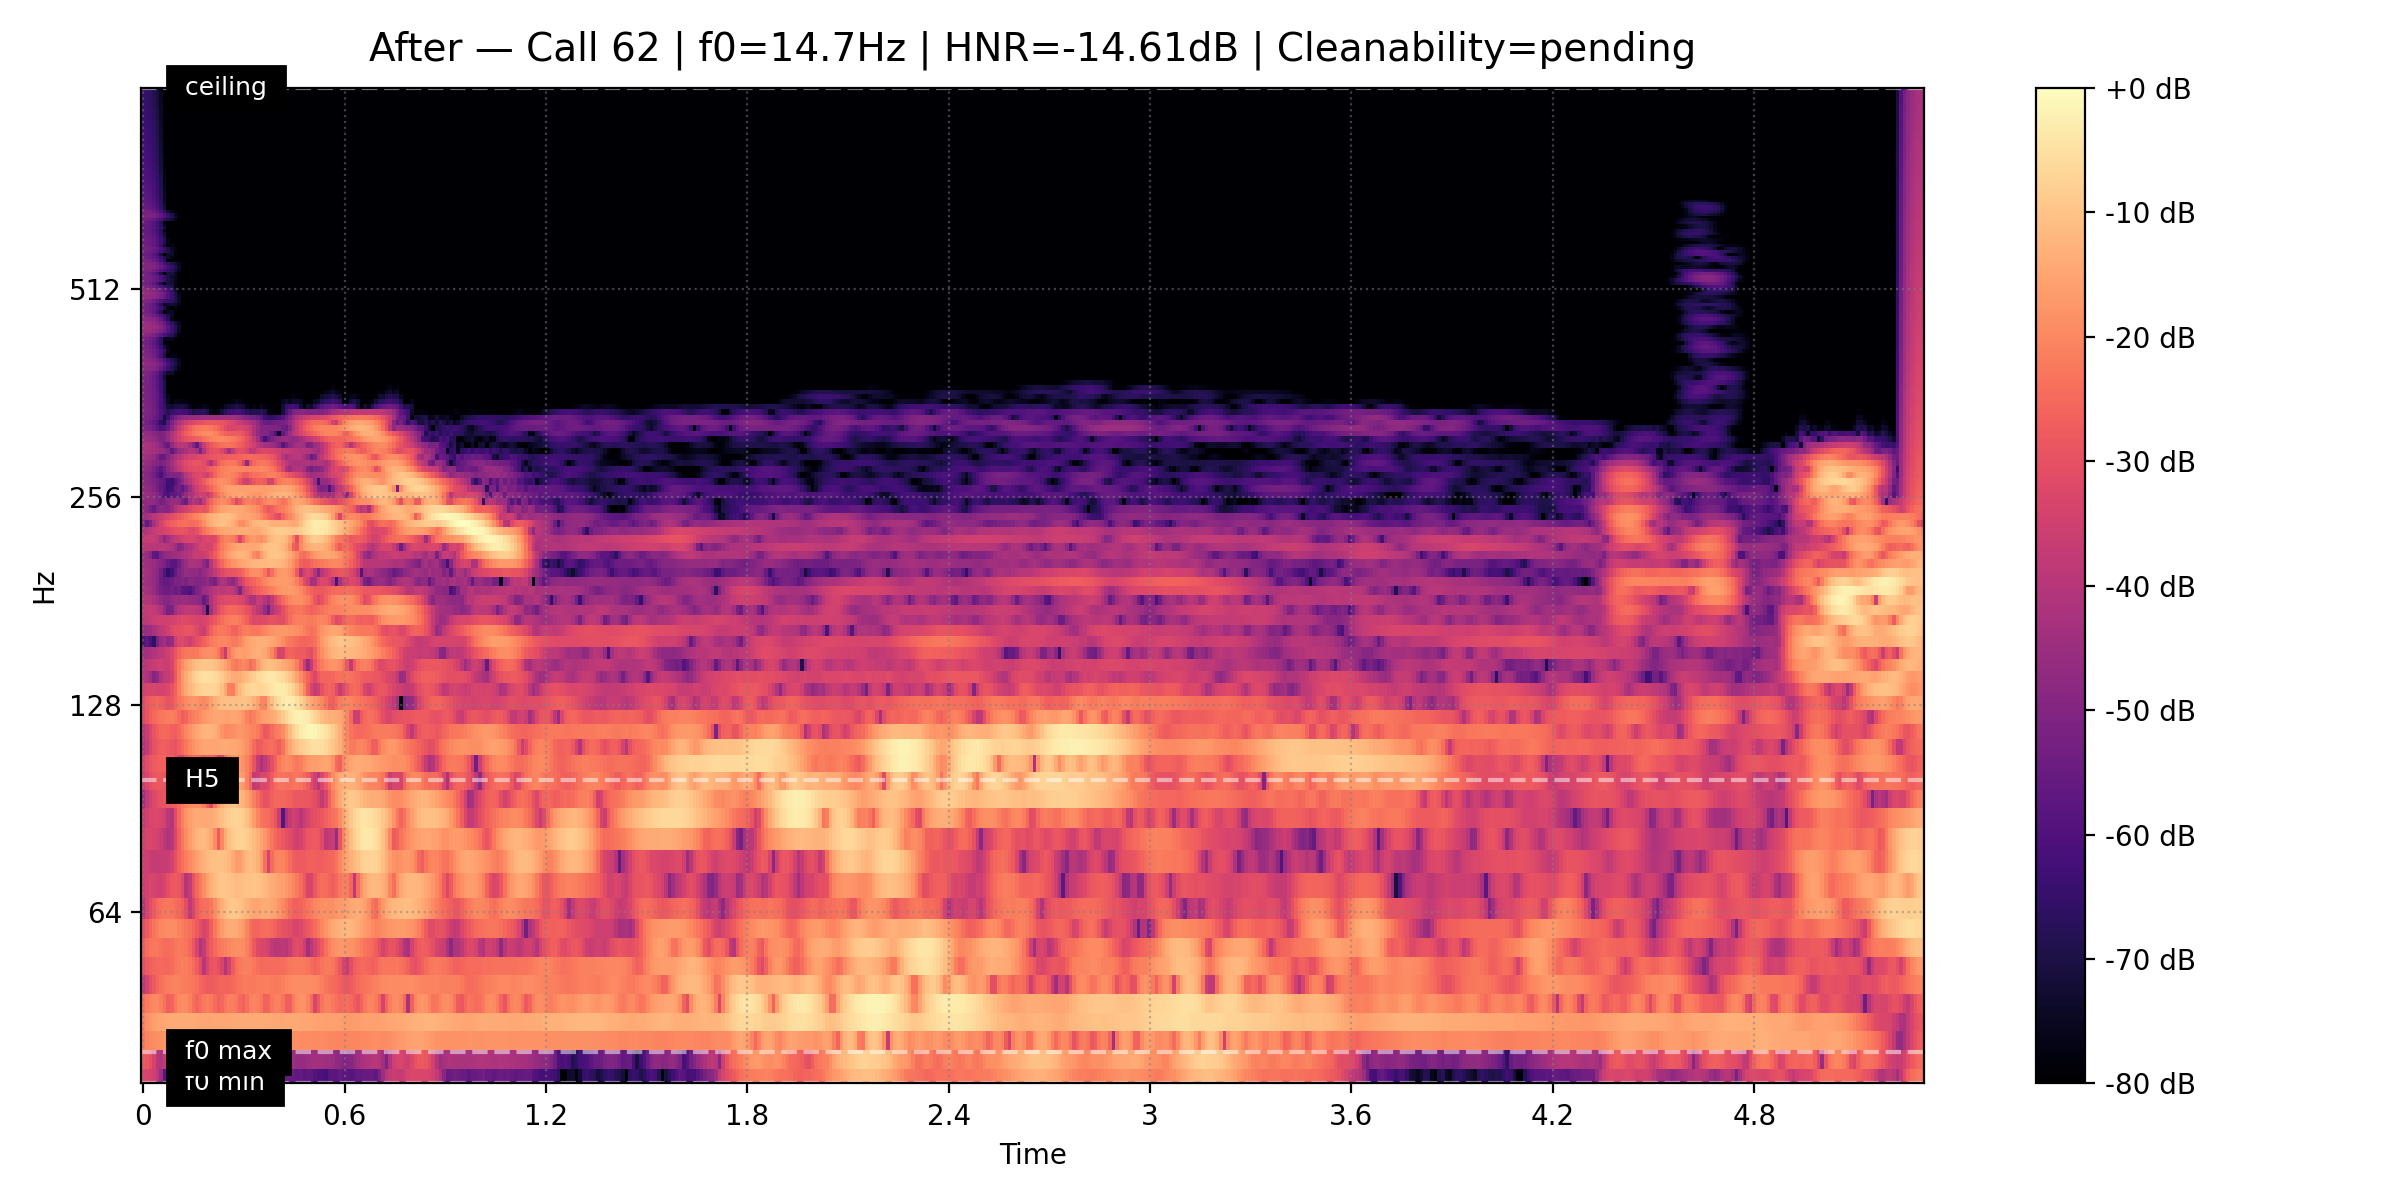 After — Call 62 | f0=14.7Hz | HNR=-14.61dB | Cleanability=pending
ceiling
+0 dB
-10 dB
-20 dB
-30 dB
-40 dB
-50 dB
-60 dB
-70 dB
-80 dB
512
256
128
64
Hz
H5
f0 max
f0 min
0
0.6
1.2
1.8
2.4
3
3.6
4.2
4.8
Time